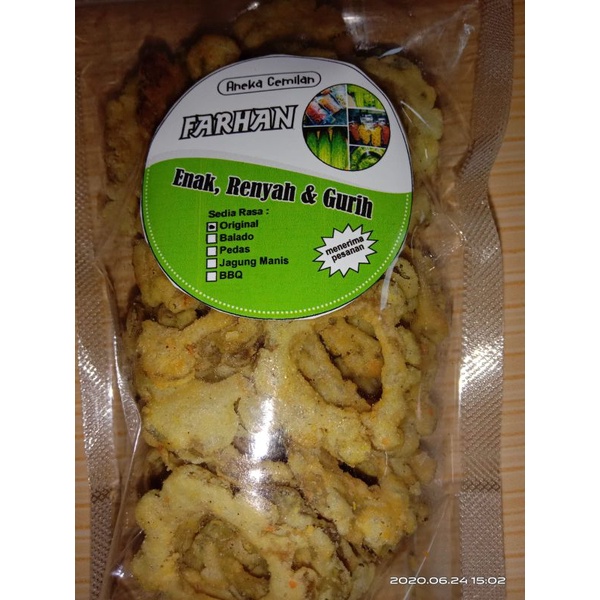 Aneka Cemilan
FARHAN
Enak, Renyah & Gurih
Sedia Rasa :
Original
Balado
Pedas
Jagung Manis
BBQ
menerima
pesanan
2020.06.24 15:02